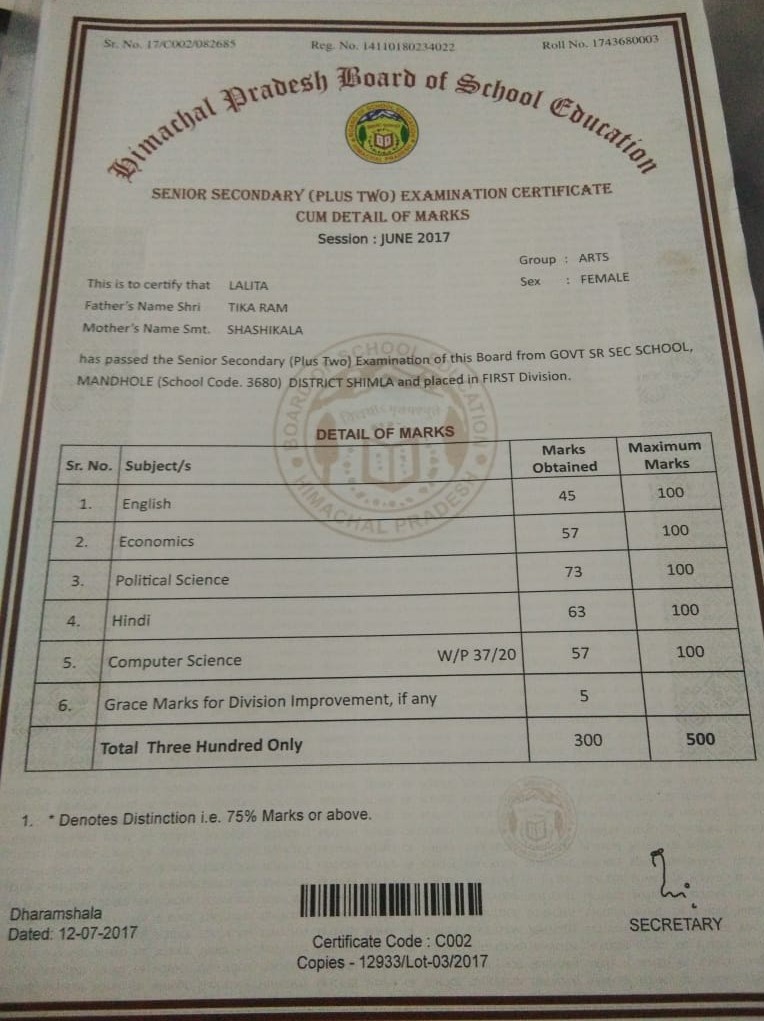 Sr. No. 17/C002/082685 Reg. No. 14110180234022 Roll No. 1743680003
Himachal Pradesh Board of School Education
SENIOR SECONDARY (PLUS TWO) EXAMINATION CERTIFICATE
CUM DETAIL OF MARKS
Session : JUNE 2017
Group : ARTS
This is to certify that LALITA Sex : FEMALE
Father's Name Shri TIKA RAM
Mother's Name Smt. SHASHIKALA
has passed the Senior Secondary (Plus Two) Examination of this Board from GOVT SR SEC SCHOOL,
MANDHOLE (School Code. 3680) DISTRICT SHIMLA and placed in FIRST Division.
BOARD OF SCHOOL EDUCATION
HIMACHAL PRADESH
DETAIL OF MARKS
Sr. No. Subject/s Marks Obtained Maximum Marks
1. English 45 100
2. Economics 57 100
3. Political Science 73 100
4. Hindi 63 100
5. Computer Science W/P 37/20 57 100
6. Grace Marks for Division Improvement, if any 5
Total Three Hundred Only 300 500
1. * Denotes Distinction i.e. 75% Marks or above.
Dharamshala
Dated: 12-07-2017
SECRETARY
Certificate Code : C002
Copies - 12933/Lot-03/2017